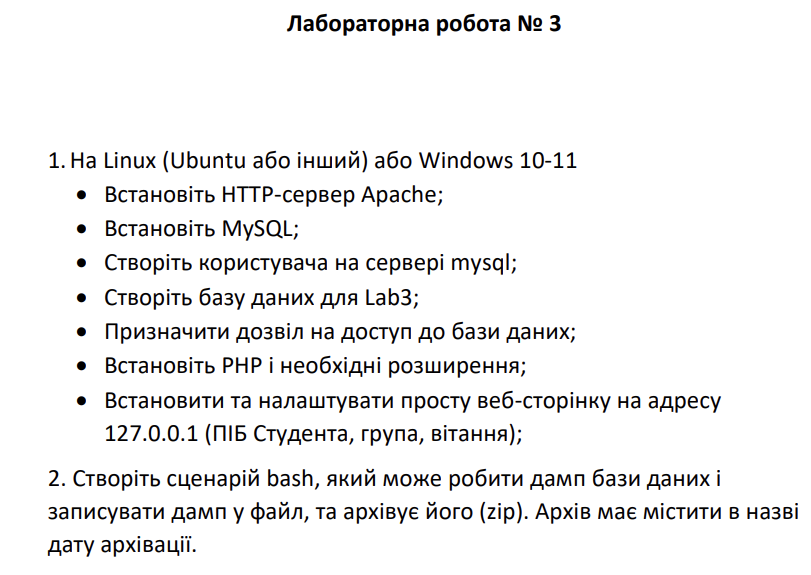 Лабораторна робота № 3
1. На Linux (Ubuntu або інший) або Windows 10-11
• Встановіть HTTP-сервер Apache;
• Встановіть MySQL;
• Створіть користувача на сервері mysql;
• Створіть базу даних для Lab3;
• Призначити дозвіл на доступ до бази даних;
• Встановіть PHP і необхідні розширення;
• Встановити та налаштувати просту веб-сторінку на адресу
127.0.0.1 (ПІБ Студента, група, вітання);
2. Створіть сценарій bash, який може робити дамп бази даних і
записувати дамп у файл, та архівує його (zip). Архів має містити в назві
дату архівації.